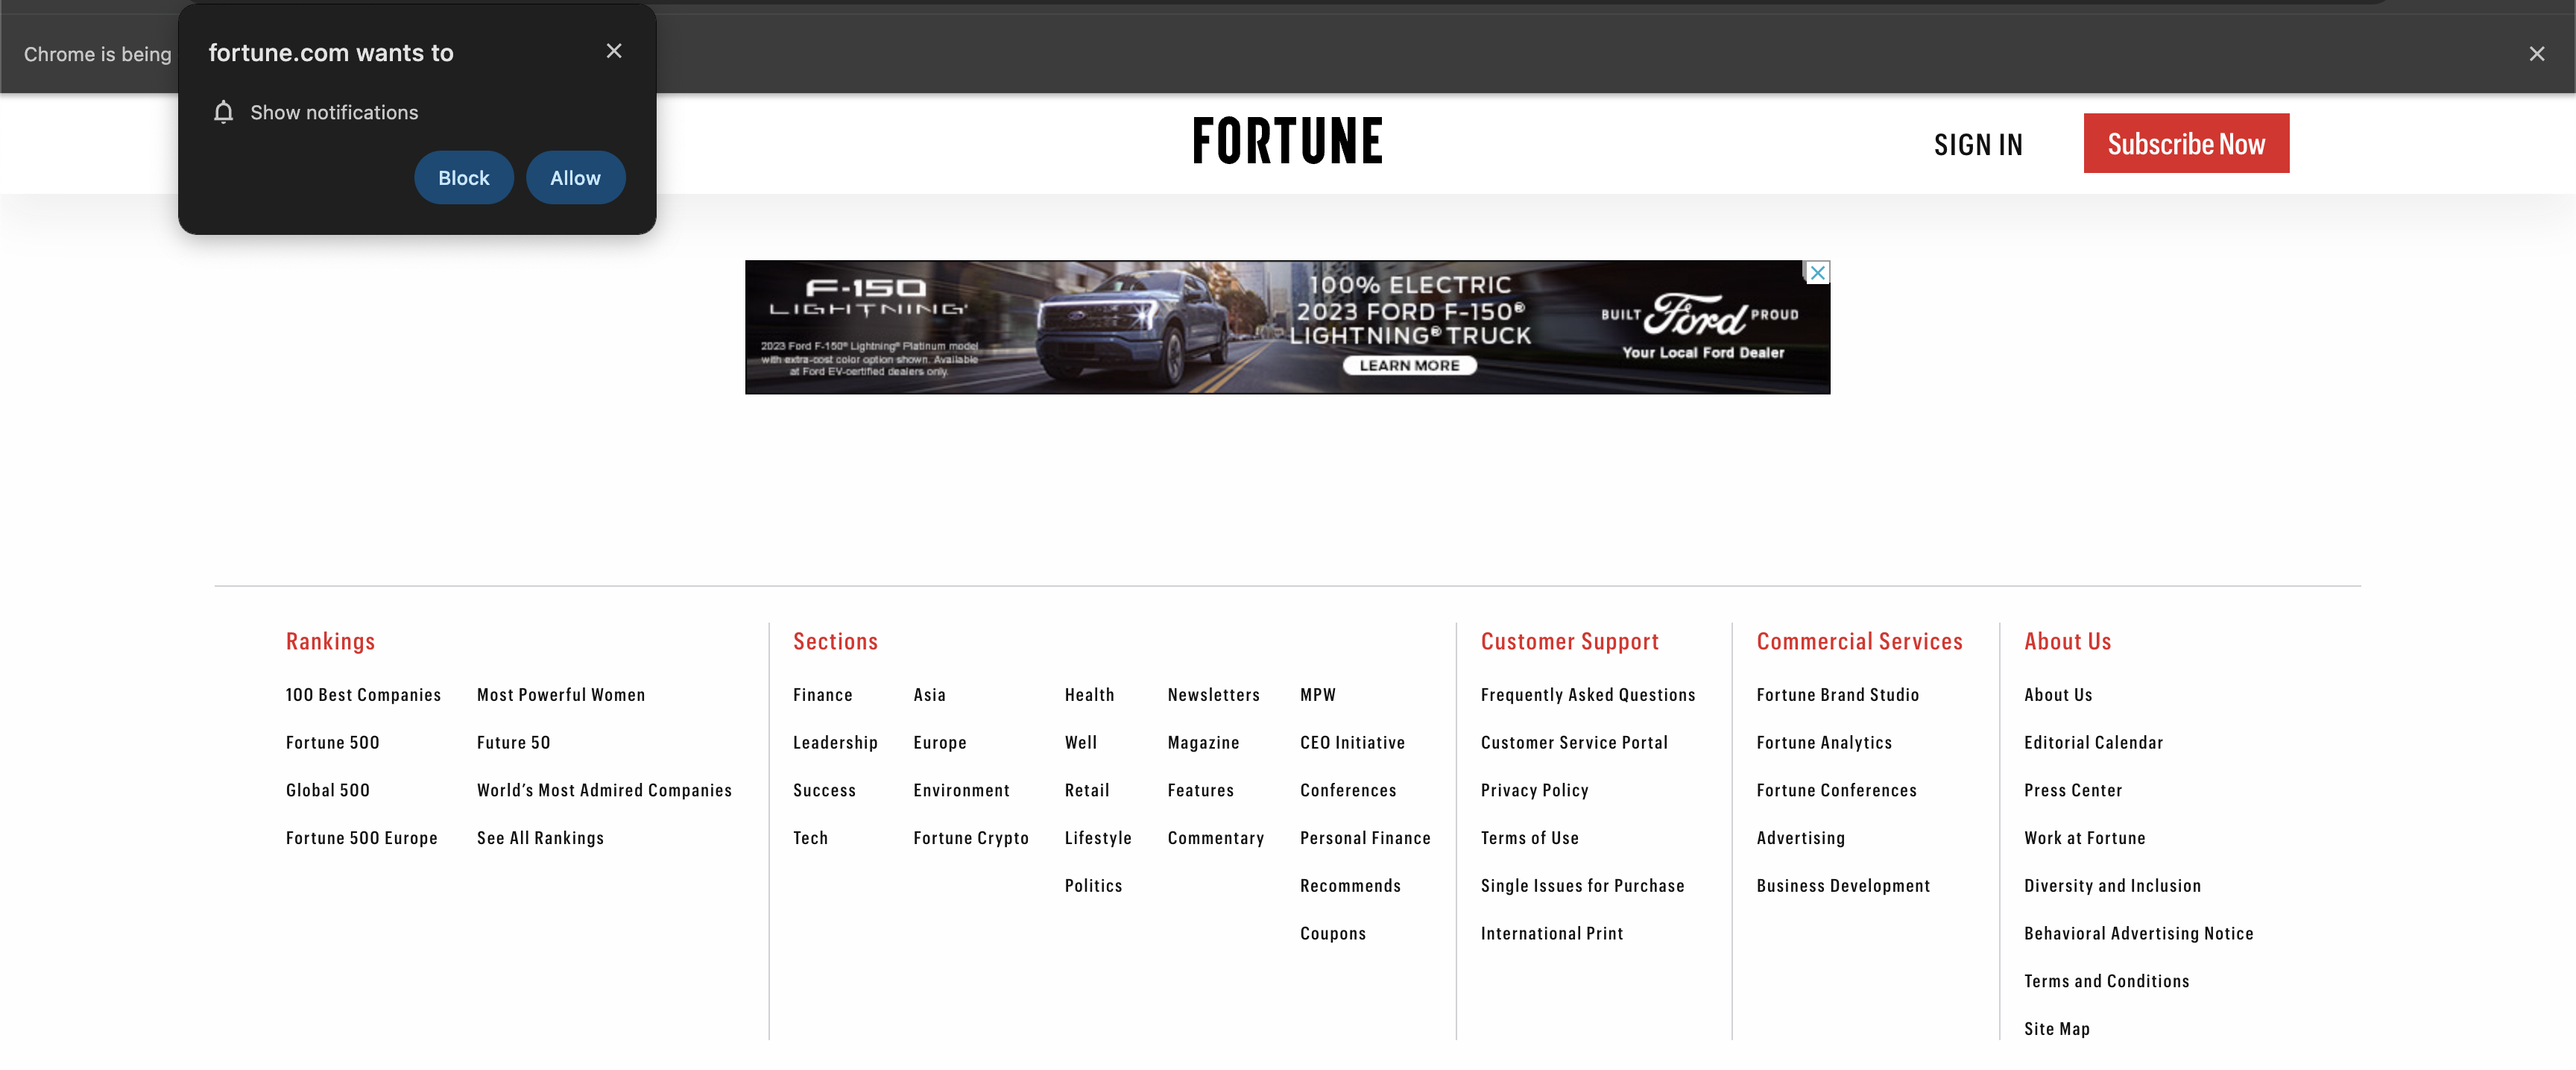 Chrome is being
fortune.com wants to
Show notifications
Block
Allow
FORTUNE
SIGN IN
Subscribe Now
F-150
LIGHTNING®
2023 Ford F-150® Lightning® Platinum model
with extra-cost color option shown. Available
at Ford EV-certified dealers only.
100% ELECTRIC
2023 FORD F-150®
LIGHTNING® TRUCK
LEARN MORE
BUILT Ford PROUD
Your Local Ford Dealer
Rankings
100 Best Companies
Fortune 500
Global 500
Fortune 500 Europe
Most Powerful Women
Future 50
World’s Most Admired Companies
See All Rankings
Sections
Finance
Leadership
Success
Tech
Asia
Europe
Environment
Fortune Crypto
Health
Well
Retail
Lifestyle
Politics
Newsletters
Magazine
Features
Commentary
MPW
CEO Initiative
Conferences
Personal Finance
Recommends
Coupons
Customer Support
Frequently Asked Questions
Customer Service Portal
Privacy Policy
Terms of Use
Single Issues for Purchase
International Print
Commercial Services
Fortune Brand Studio
Fortune Analytics
Fortune Conferences
Advertising
Business Development
About Us
About Us
Editorial Calendar
Press Center
Work at Fortune
Diversity and Inclusion
Behavioral Advertising Notice
Terms and Conditions
Site Map